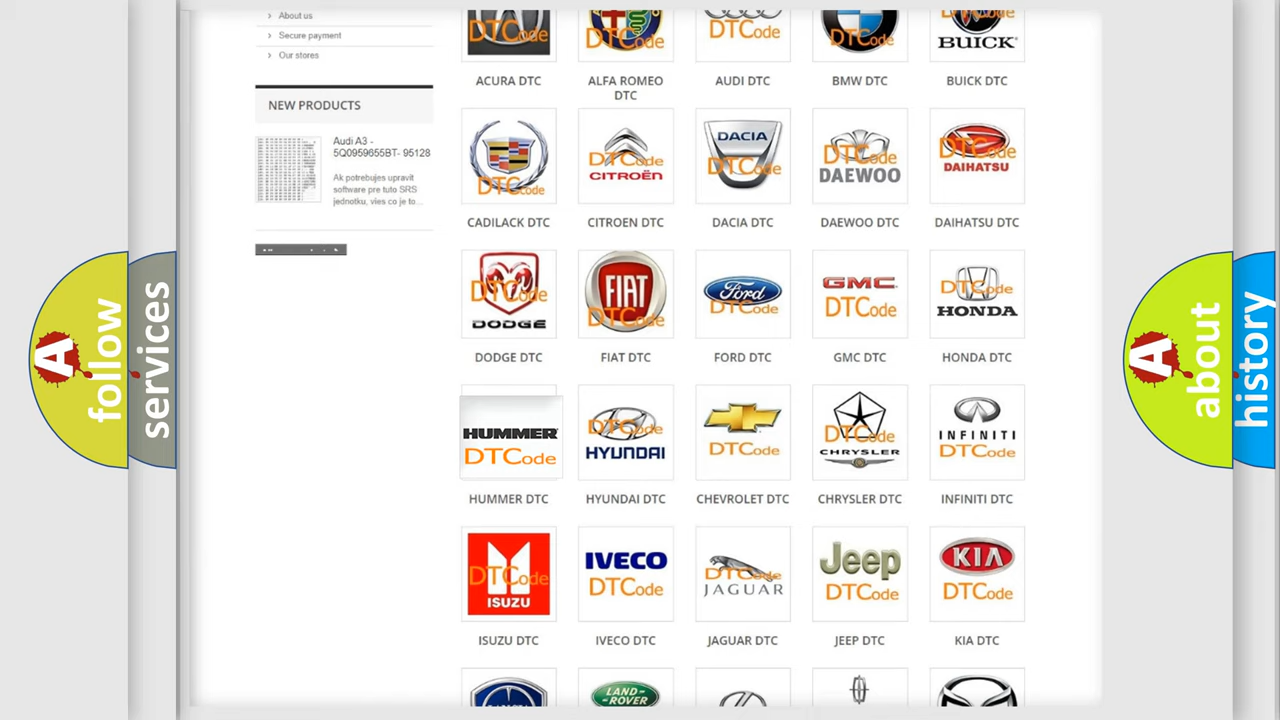 About us
Secure payment
Our stores
NEW PRODUCTS
Audi A3 -
5Q0959655BT- 95128
Ak potrebujes upravit
software pre tuto SRS
jednotku, vies co je to...
DTCode
DTCode
DTCode
DTCode
BUICK
ACURA DTC
ALFA ROMEO
DTC
AUDI DTC
BMW DTC
BUICK DTC
DTCode
DTCode
CITROËN
DACIA
DTCode
DTCode
DAEWOO
DTCode
DAIHATSU
CADILACK DTC
CITROEN DTC
DACIA DTC
DAEWOO DTC
DAIHATSU DTC
DTCode
DODGE
FIAT
DTCode
Ford
DTCode
GMC
DTCode
DTCode
HONDA
DODGE DTC
FIAT DTC
FORD DTC
GMC DTC
HONDA DTC
HUMMER
DTCode
DTCode
HYUNDAI
DTCode
DTCode
CHRYSLER
INFINITI
DTCode
HUMMER DTC
HYUNDAI DTC
CHEVROLET DTC
CHRYSLER DTC
INFINITI DTC
DTCode
ISUZU
IVECO
DTCode
DTCode
JAGUAR
Jeep
DTCode
KIA
DTCode
ISUZU DTC
IVECO DTC
JAGUAR DTC
JEEP DTC
KIA DTC
LAND-
ROVER
A
follow
services
A
about
history